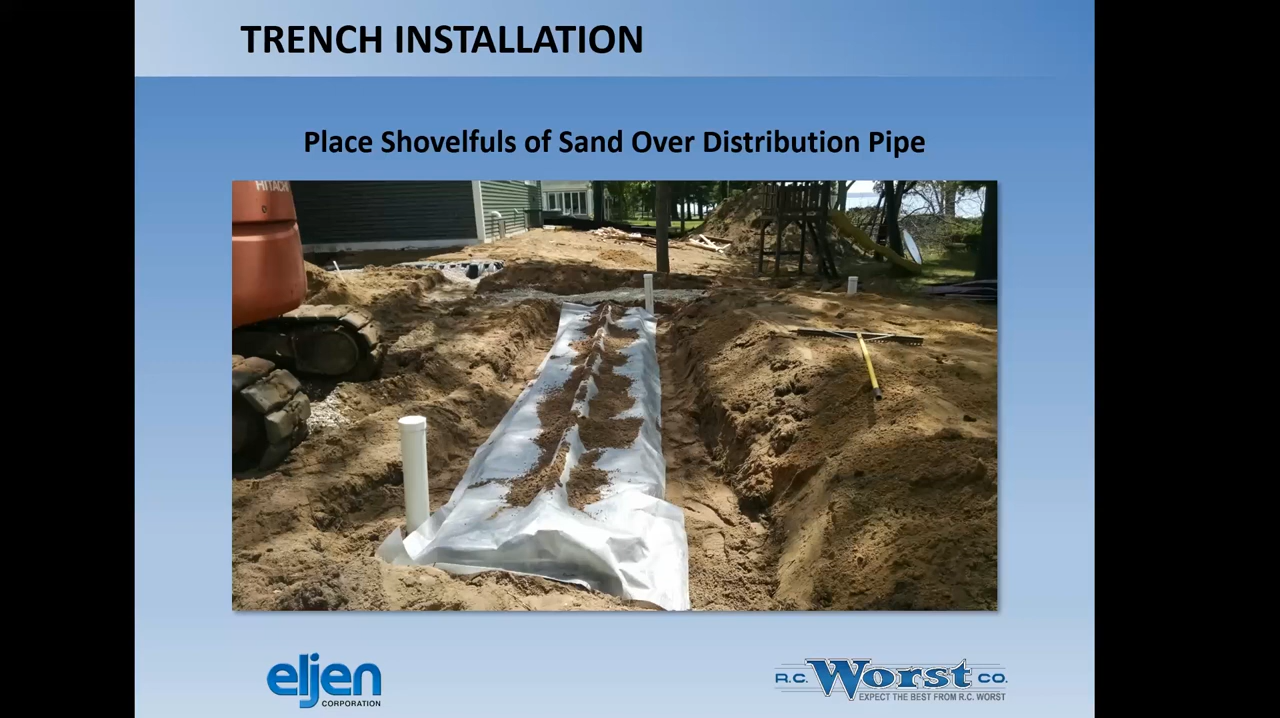 TRENCH INSTALLATION
Place Shovelfuls of Sand Over Distribution Pipe
HITACHI
eljen
CORPORATION
R.C. Worst CO.
EXPECT THE BEST FROM R.C. WORST